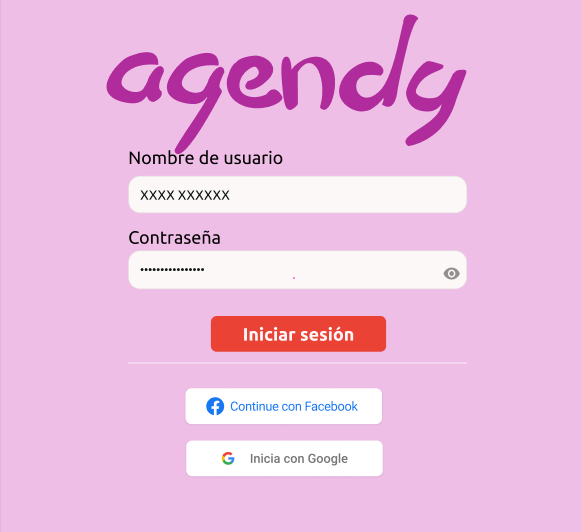 agendy
Nombre de usuario
XXXX XXXXXX
Contraseña
••••••••••••••••
Iniciar sesión
Continue con Facebook
Inicia con Google